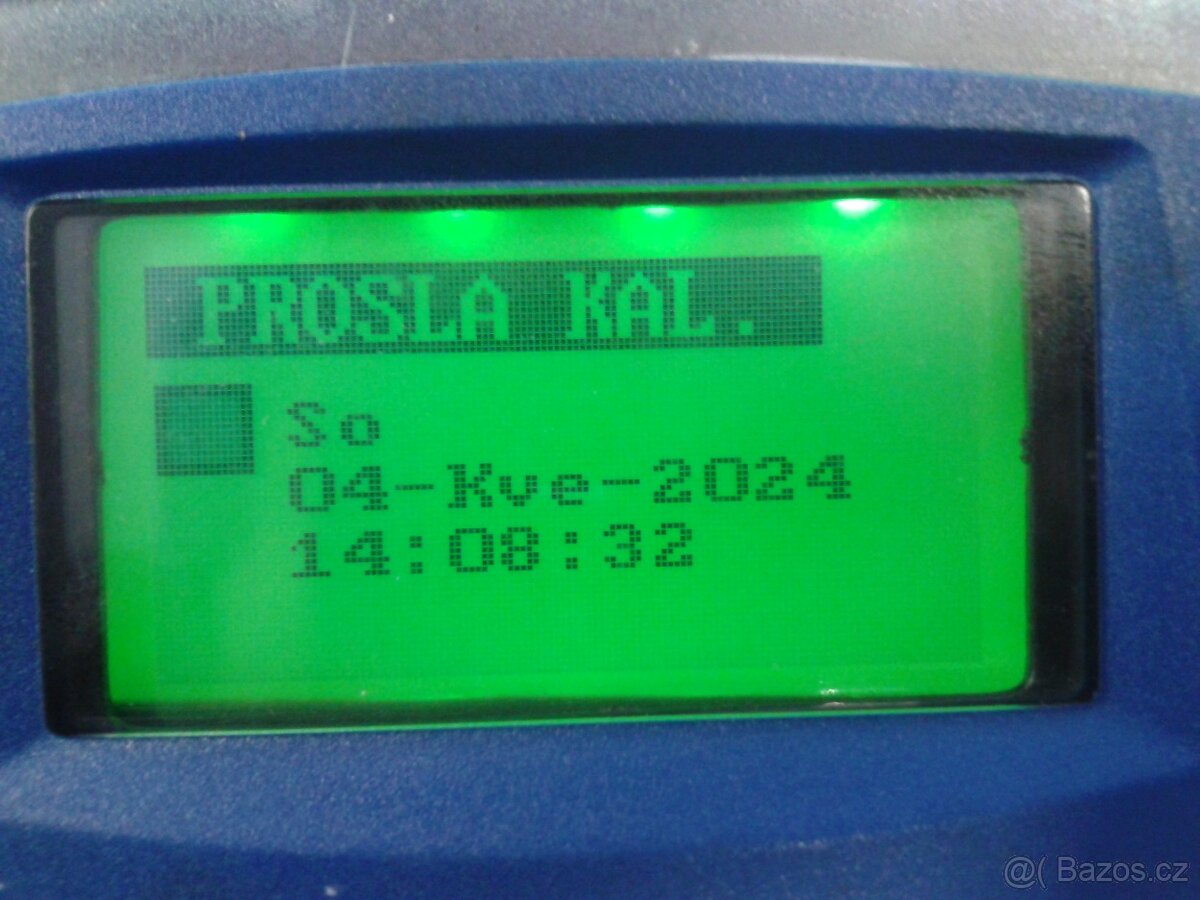 PROSLA KAL.
So
04-Kve-2024
14:08:32
@( Bazos.cz